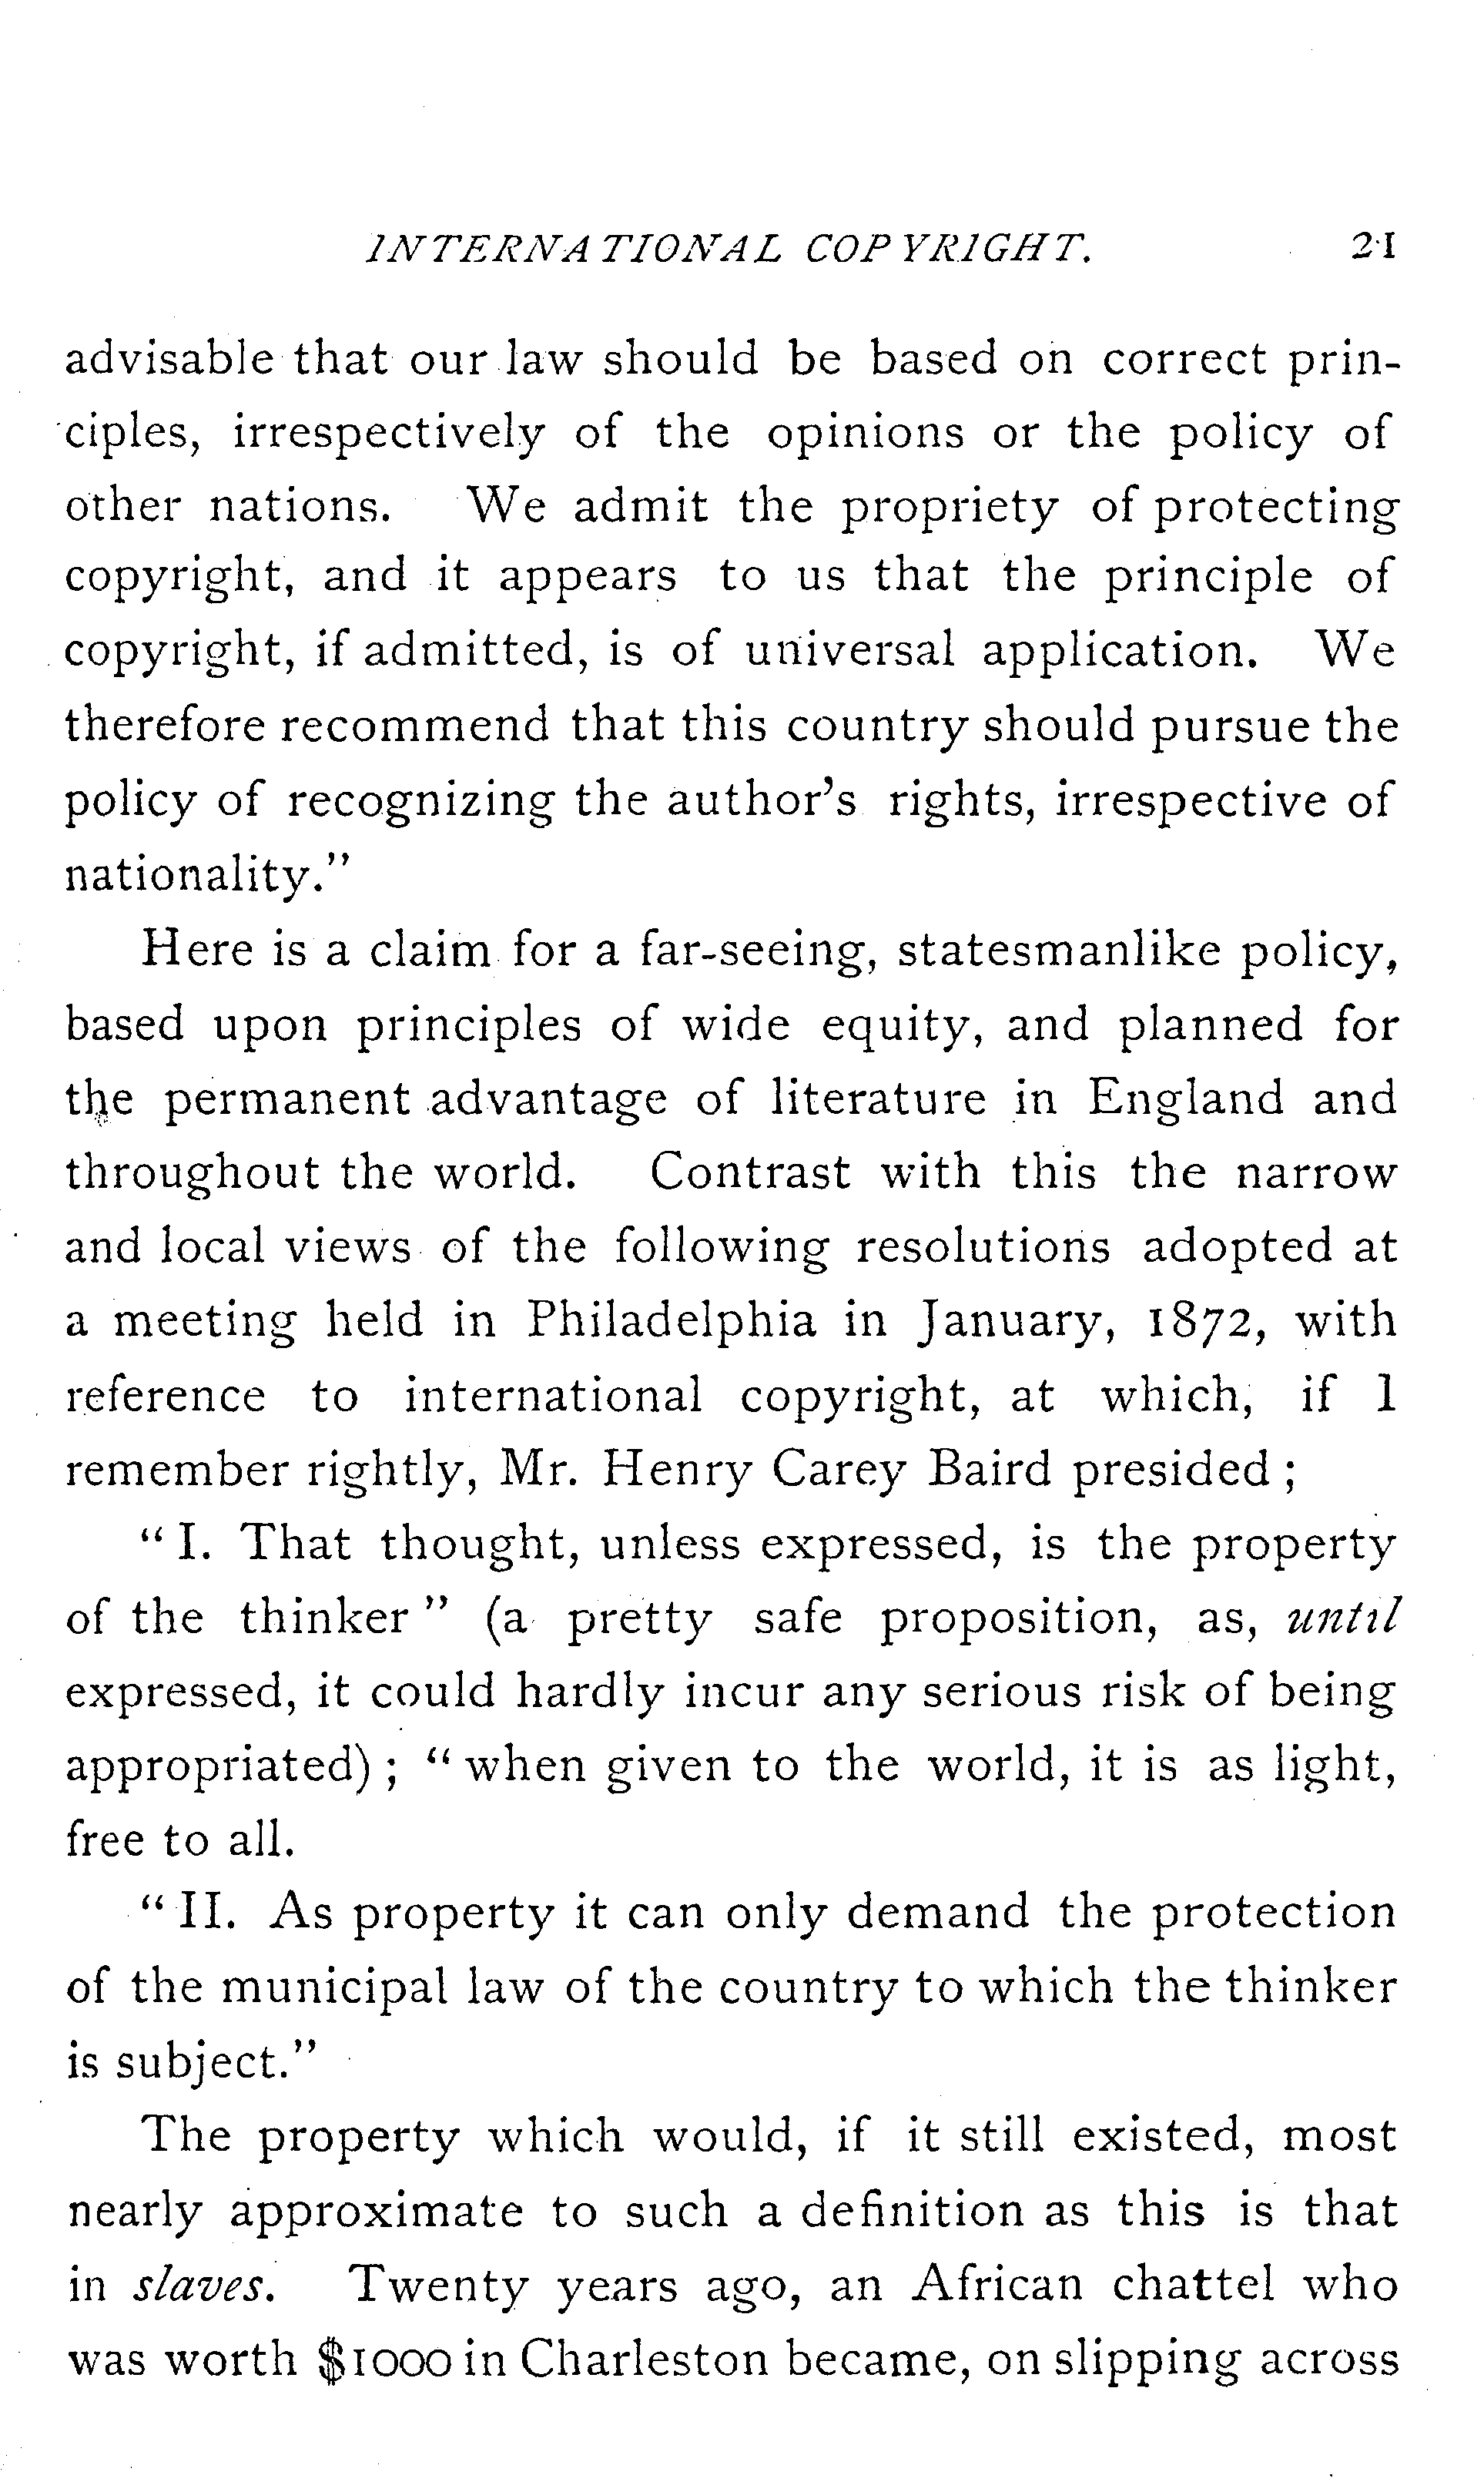 INTERNATIONAL COPYRIGHT. 21
advisable that our law should be based on correct prin-
ciples, irrespectively of the opinions or the policy of
other nations. We admit the propriety of protecting
copyright, and it appears to us that the principle of
copyright, if admitted, is of universal application. We
therefore recommend that this country should pursue the
policy of recognizing the author's rights, irrespective of
nationality."
Here is a claim for a far-seeing, statesmanlike policy,
based upon principles of wide equity, and planned for
the permanent advantage of literature in England and
throughout the world. Contrast with this the narrow
and local views of the following resolutions adopted at
a meeting held in Philadelphia in January, 1872, with
reference to international copyright, at which, if I
remember rightly, Mr. Henry Carey Baird presided ;
" I. That thought, unless expressed, is the property
of the thinker " (a pretty safe proposition, as, until
expressed, it could hardly incur any serious risk of being
appropriated) ; " when given to the world, it is as light,
free to all.
" II. As property it can only demand the protection
of the municipal law of the country to which the thinker
is subject."
The property which would, if it still existed, most
nearly approximate to such a definition as this is that
in slaves. Twenty years ago, an African chattel who
was worth $1000 in Charleston became, on slipping across